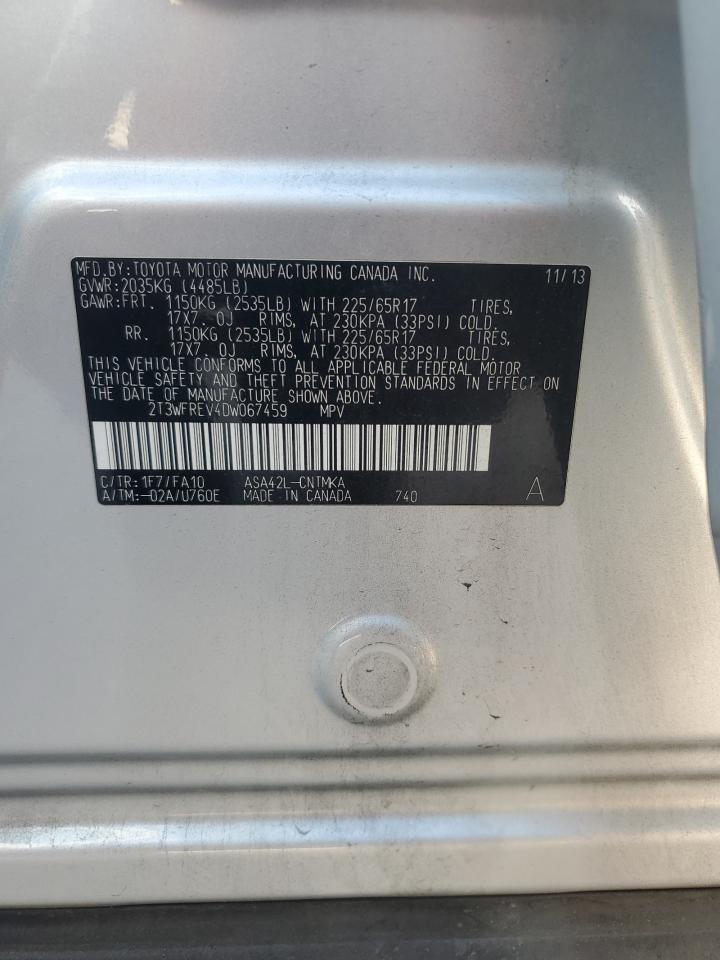 MFD.BY:TOYOTA MOTOR MANUFACTURING CANADA INC. 11/13
GVWR:2035KG (4485LB)
GAWR:FRT. 1150KG (2535LB) WITH 225/65R17 TIRES,
17X7.0J RIMS, AT 230KPA (33PSI) COLD.
RR. 1150KG (2535LB) WITH 225/65R17 TIRES,
17X7.0J RIMS, AT 230KPA (33PSI) COLD.
THIS VEHICLE CONFORMS TO ALL APPLICABLE FEDERAL MOTOR
VEHICLE SAFETY AND THEFT PREVENTION STANDARDS IN EFFECT ON
THE DATE OF MANUFACTURE SHOWN ABOVE.
2T3WFREV4DW067459 MPV
C/TR:1F7/FA10 ASA42L-CNTMKA
A/TM:-02A/U760E MADE IN CANADA 740 A